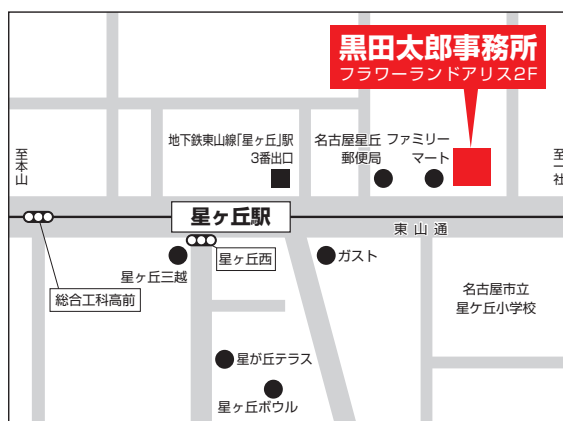 黒田太郎事務所
フラワーランドアリス2F
地下鉄東山線「星ヶ丘」駅
3番出口
名古屋星丘
郵便局
ファミリー
マート
至本山
至一社
星ヶ丘駅
東山通
星ヶ丘三越
星ヶ丘西
ガスト
総合工科高前
名古屋市立
星ケ丘小学校
星が丘テラス
星ヶ丘ボウル